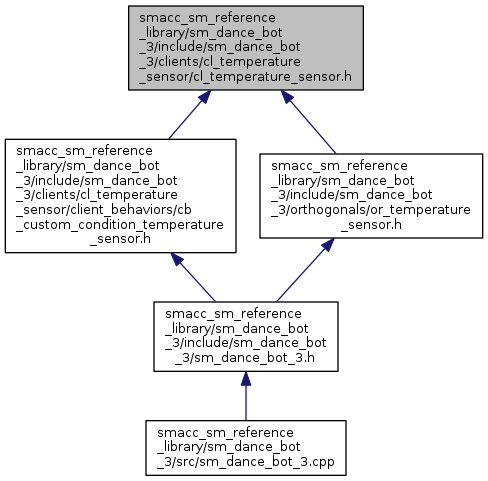 smacc_sm_reference
_library/sm_dance_bot
_3/include/sm_dance_bot
_3/clients/cl_temperature
_sensor/cl_temperature_sensor.h
smacc_sm_reference
_library/sm_dance_bot
_3/include/sm_dance_bot
_3/clients/cl_temperature
_sensor/client_behaviors/cb
_custom_condition_temperature
_sensor.h
smacc_sm_reference
_library/sm_dance_bot
_3/include/sm_dance_bot
_3/orthogonals/or_temperature
_sensor.h
smacc_sm_reference
_library/sm_dance_bot
_3/include/sm_dance_bot
_3/sm_dance_bot_3.h
smacc_sm_reference
_library/sm_dance_bot
_3/src/sm_dance_bot_3.cpp